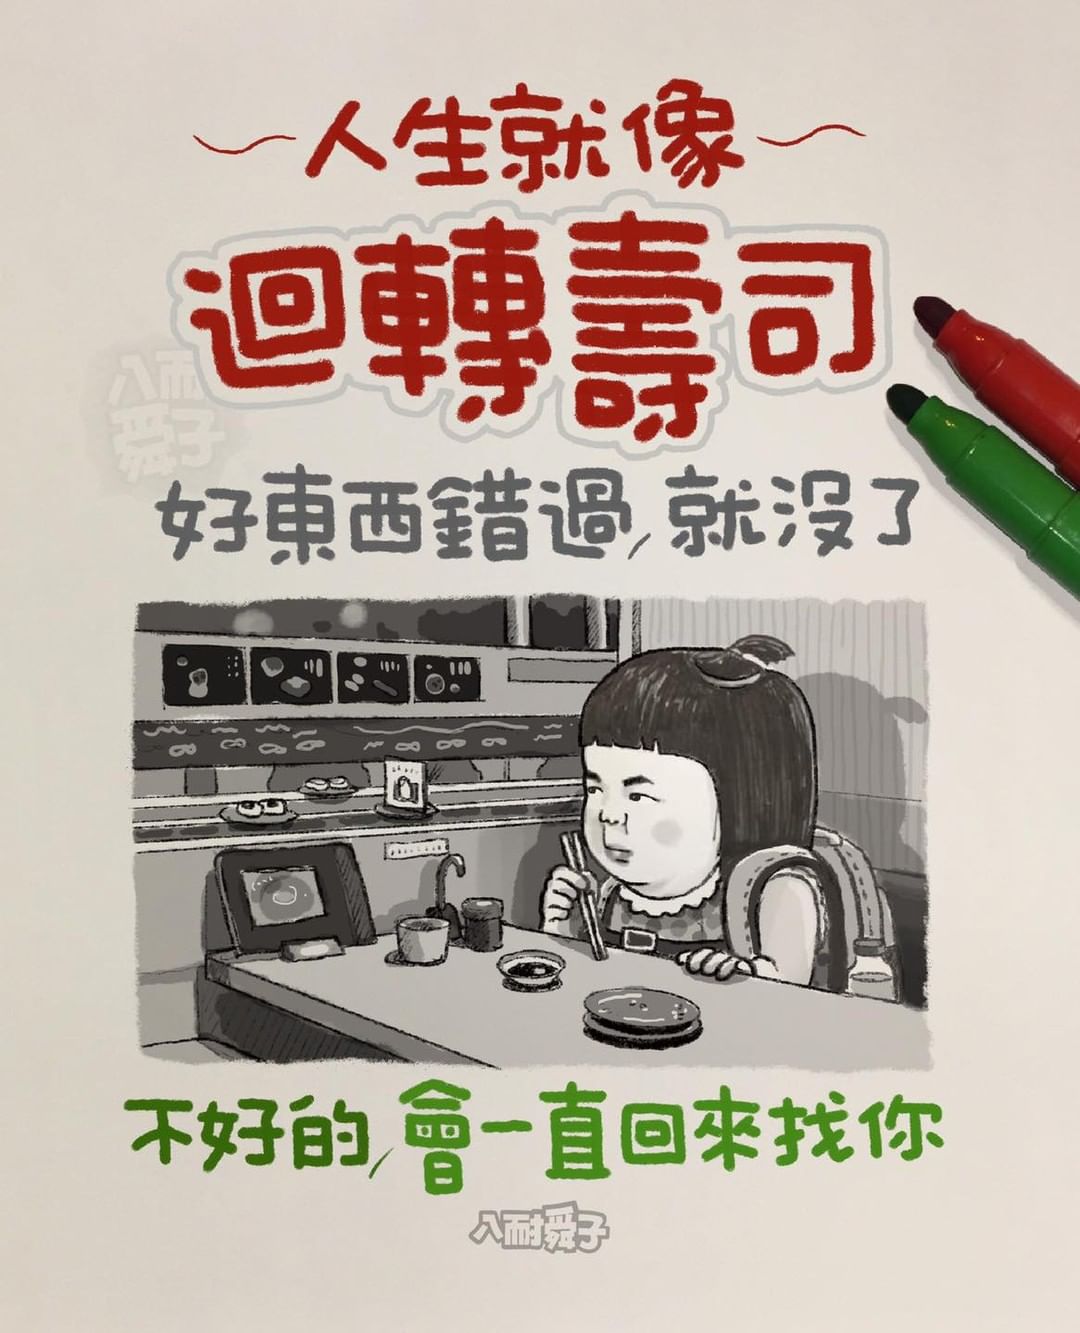 人生就像
迴轉壽司
八耐
舜子
好東西錯過,就沒了
不好的,會一直回來找你
八耐舜子